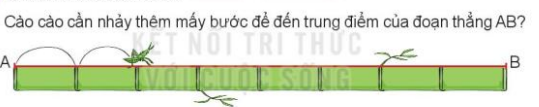 Cào cào cần nhảy thêm mấy bước để đến trung điểm của đoạn thẳng AB?
KẾT NỐI TRI THỨC
A B
VỚI CUỘC SỐNG